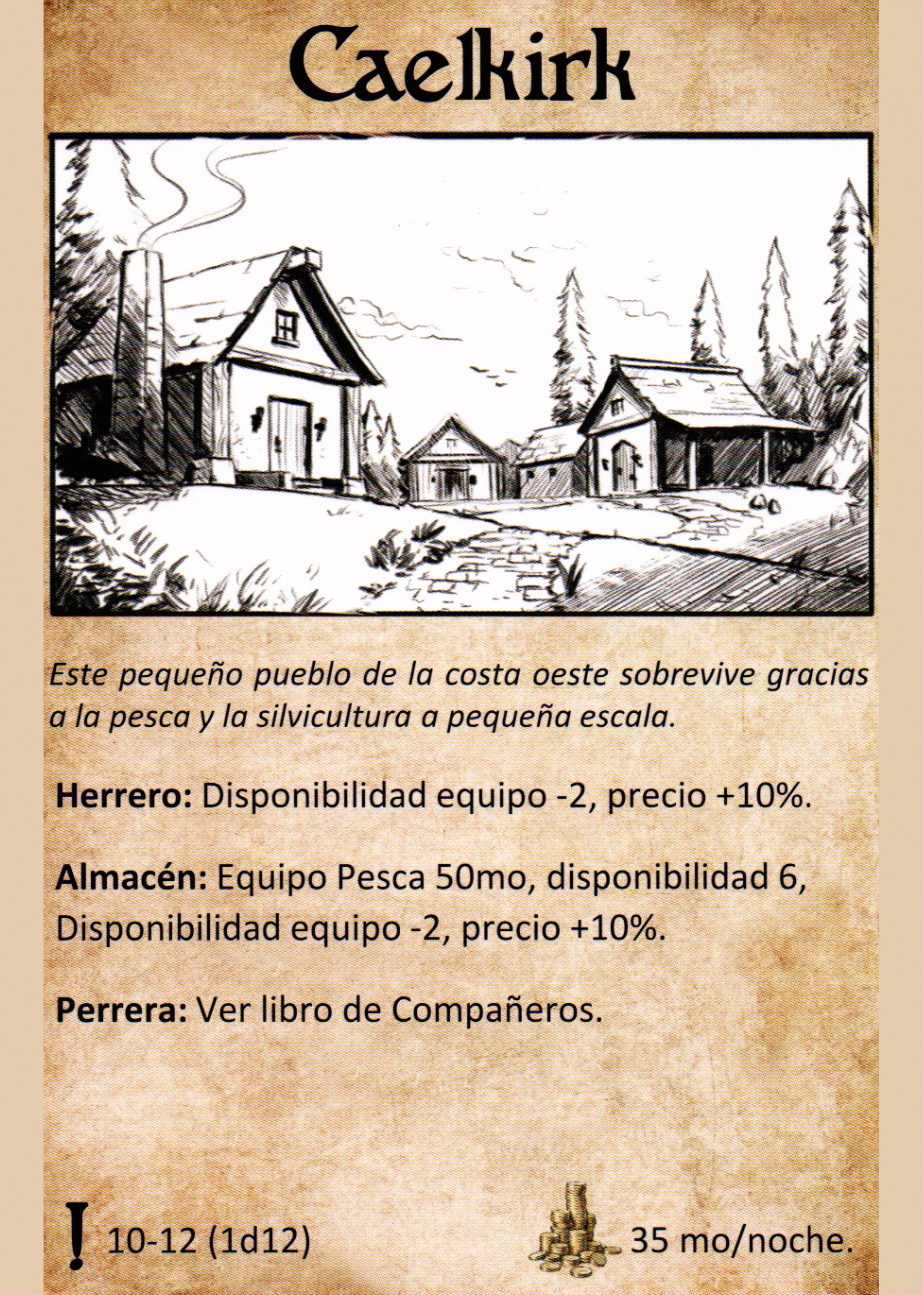 Caelkirk
Este pequeño pueblo de la costa oeste sobrevive gracias
a la pesca y la silvicultura a pequeña escala.
Herrero: Disponibilidad equipo -2, precio +10%.
Almacén: Equipo Pesca 50mo, disponibilidad 6,
Disponibilidad equipo -2, precio +10%.
Perrera: Ver libro de Compañeros.
! 10-12 (1d12)
35 mo/noche.